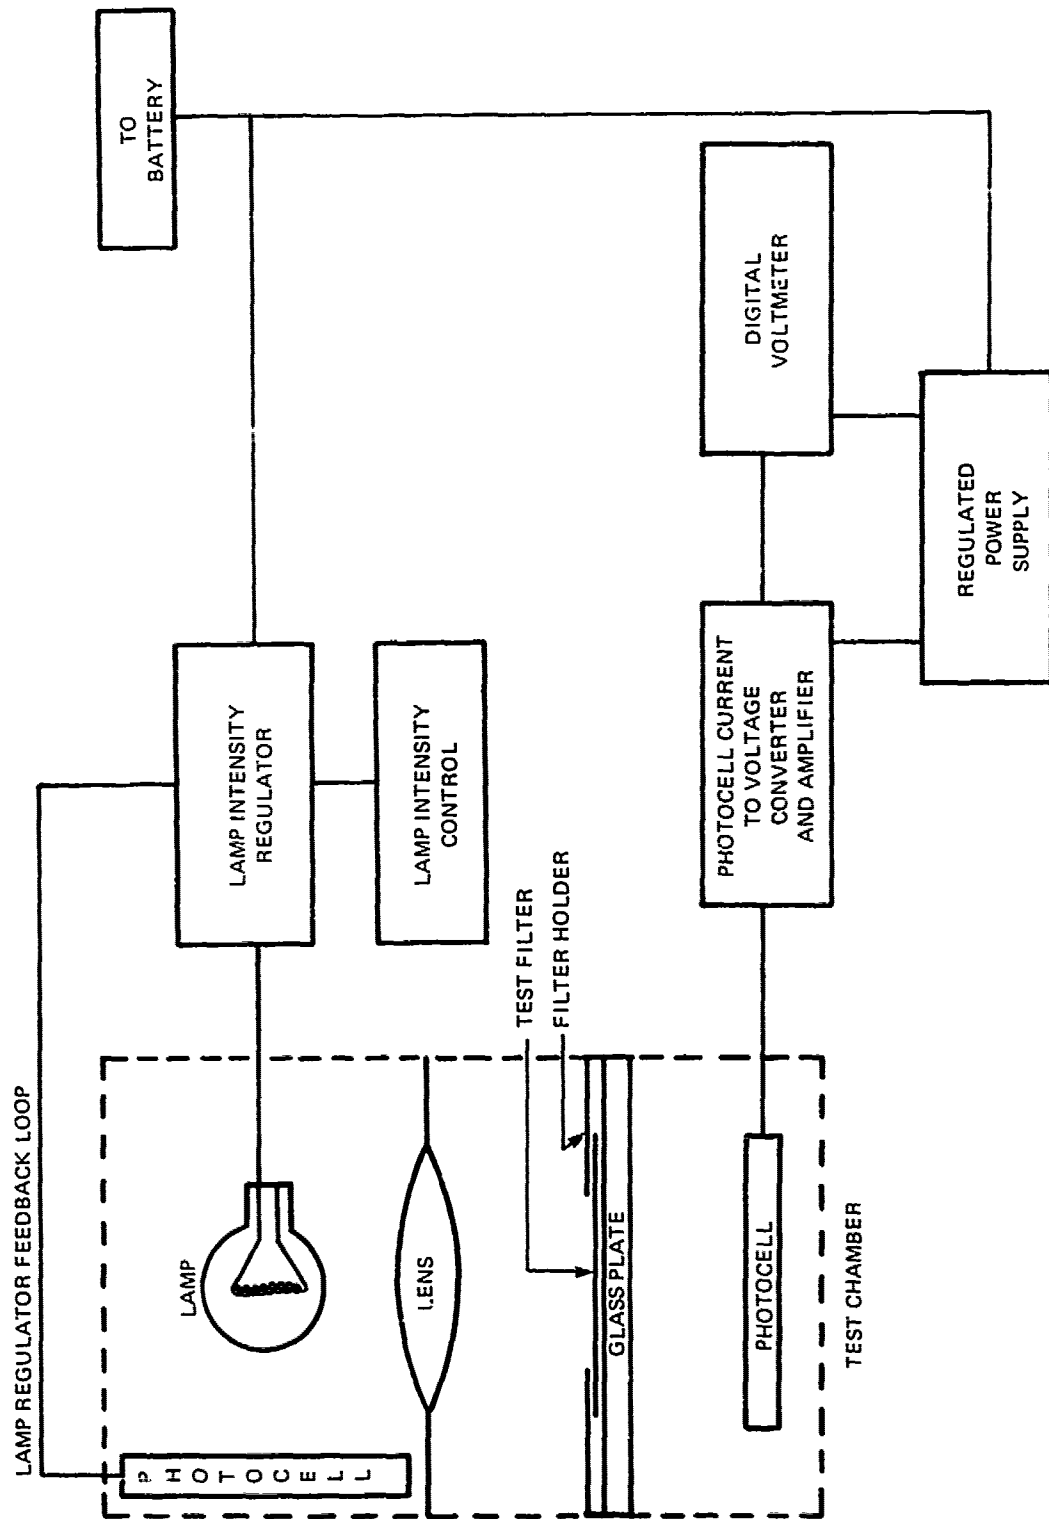 LAMP REGULATOR FEEDBACK LOOP
TO
BATTERY
LAMP INTENSITY
REGULATOR
LAMP INTENSITY
CONTROL
LAMP
PHOTOCELL
LENS
TEST FILTER
FILTER HOLDER
GLASS PLATE
PHOTOCELL
TEST CHAMBER
PHOTOCELL CURRENT
TO VOLTAGE
CONVERTER
AND AMPLIFIER
DIGITAL
VOLTMETER
REGULATED
POWER
SUPPLY